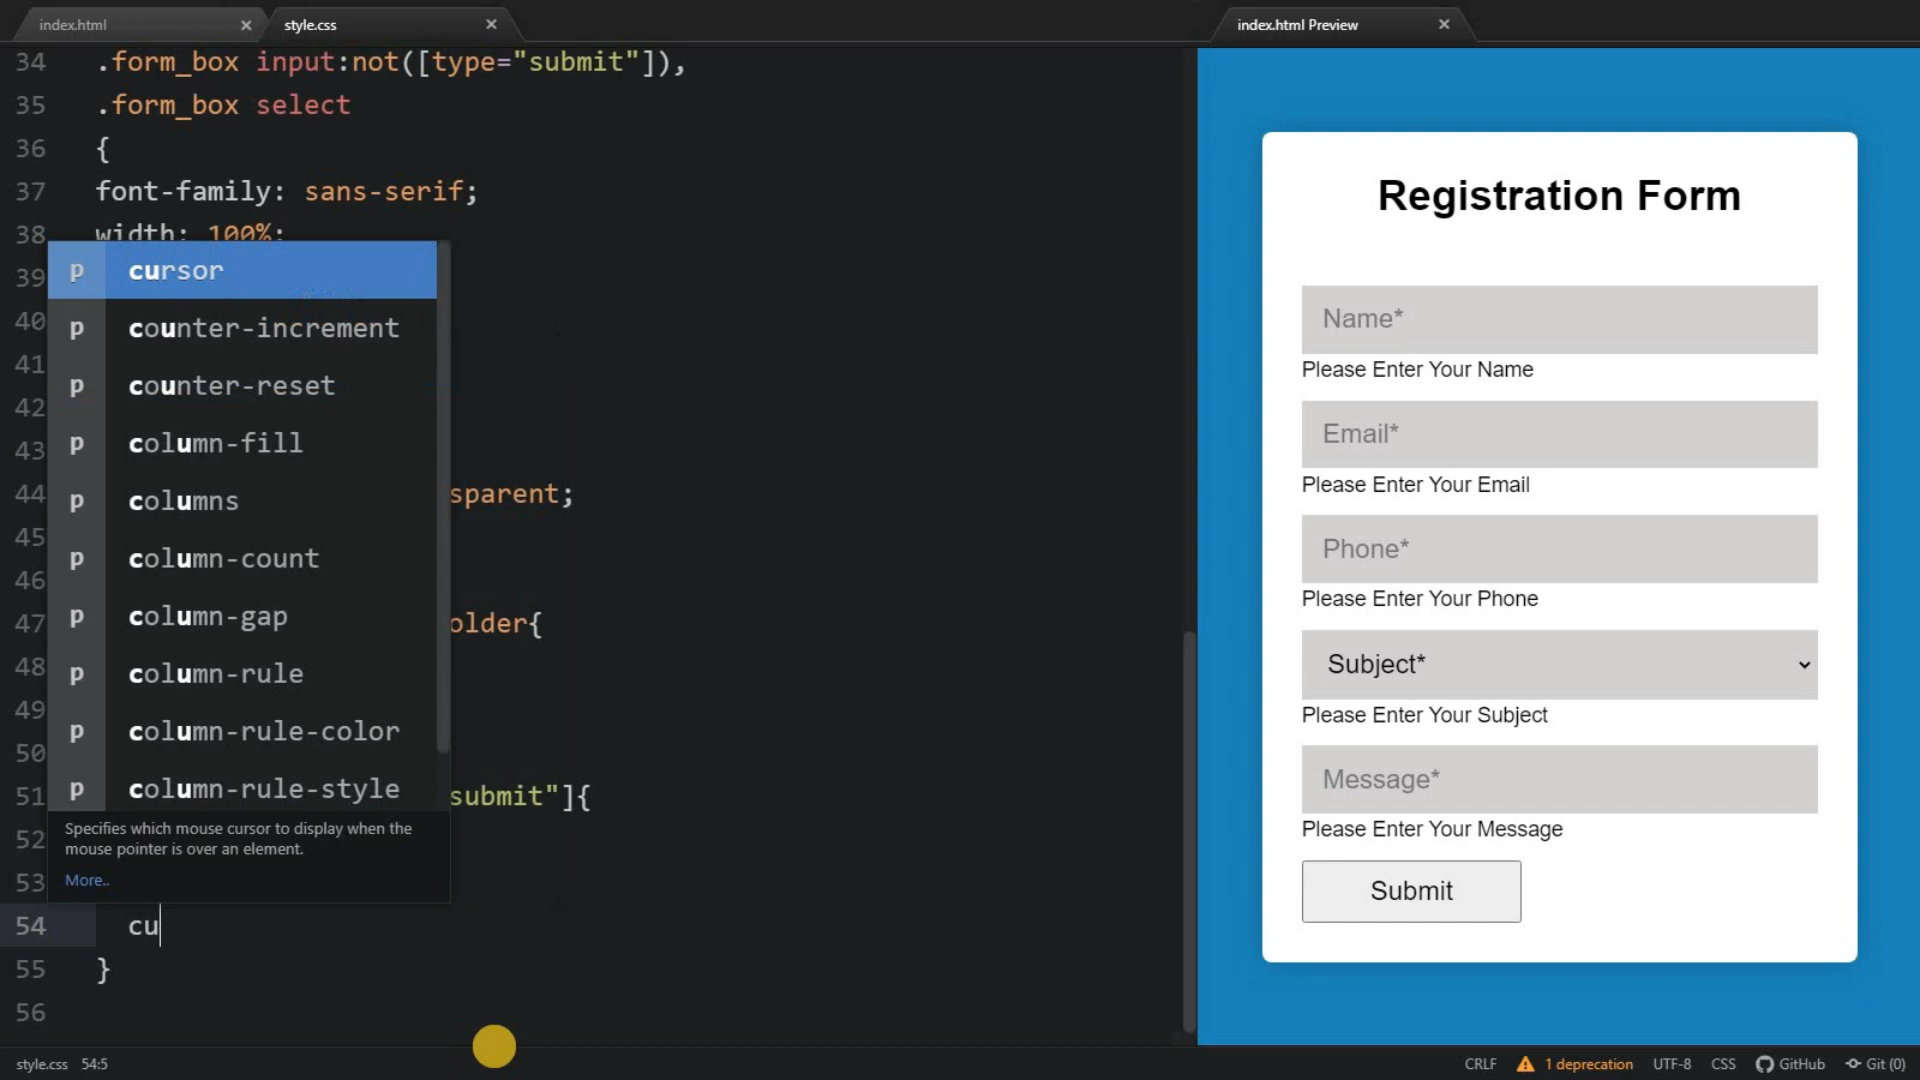 index.html
style.css
index.html Preview
34 .form_box input:not([type="submit"]),
35 .form_box select
36 {
37 font-family: sans-serif;
38 width: 100%;
39
40
41
42
43
44 sparent;
45
46
47 older{
48
49
50
51 submit"]{
52
53
54 cu
55 }
56
p cursor
p counter-increment
p counter-reset
p column-fill
p columns
p column-count
p column-gap
p column-rule
p column-rule-color
p column-rule-style
Specifies which mouse cursor to display when the
mouse pointer is over an element.
More..
Registration Form
Name*
Please Enter Your Name
Email*
Please Enter Your Email
Phone*
Please Enter Your Phone
Subject*
Please Enter Your Subject
Message*
Please Enter Your Message
Submit
style.css 54:5
CRLF 1 deprecation UTF-8 CSS GitHub Git (0)